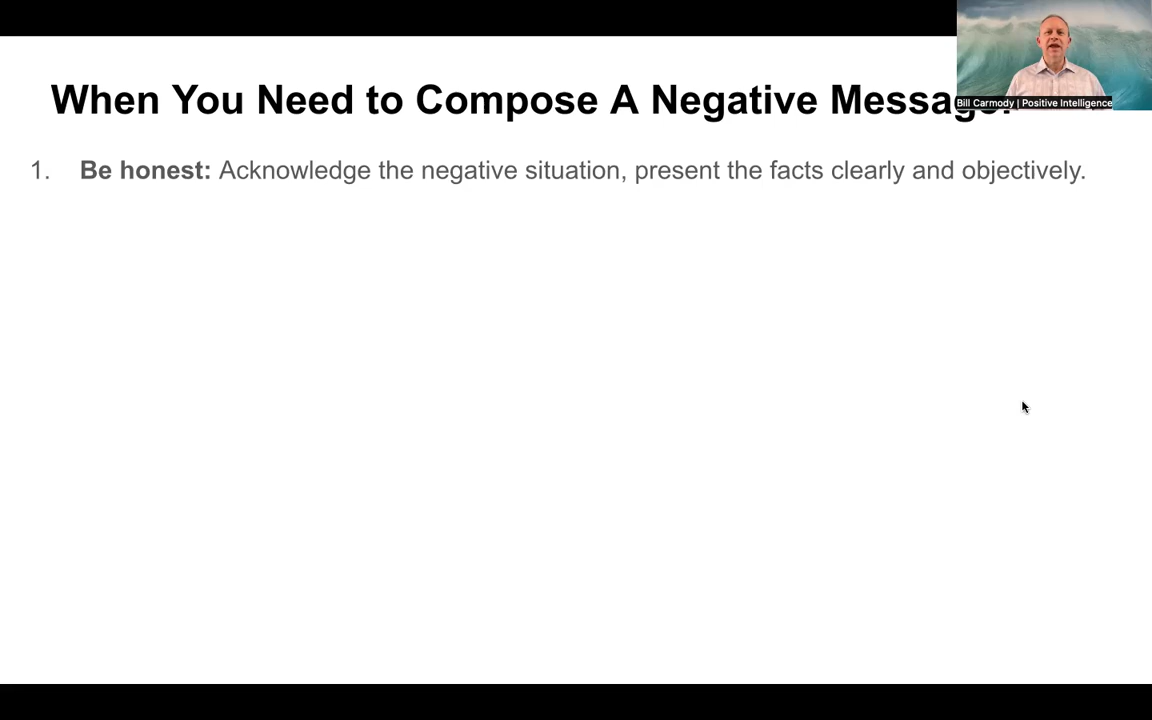 When You Need to Compose A Negative
Bill Carmody | Positive Intelligence
1. Be honest: Acknowledge the negative situation, present the facts clearly and objectively.